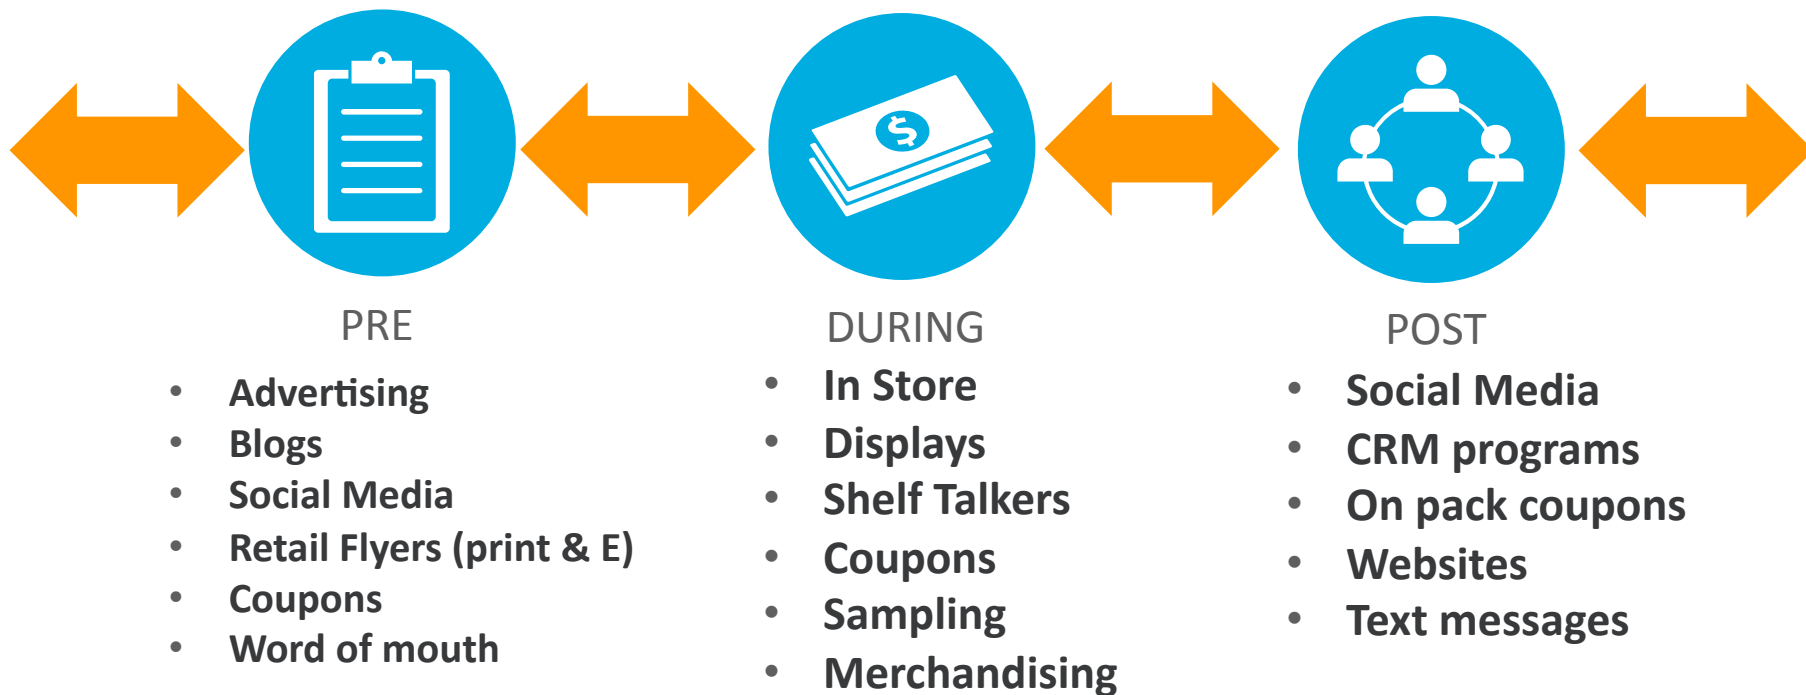 $
PRE
• Advertising
• Blogs
• Social Media
• Retail Flyers (print & E)
• Coupons
• Word of mouth
DURING
• In Store
• Displays
• Shelf Talkers
• Coupons
• Sampling
• Merchandising
POST
• Social Media
• CRM programs
• On pack coupons
• Websites
• Text messages